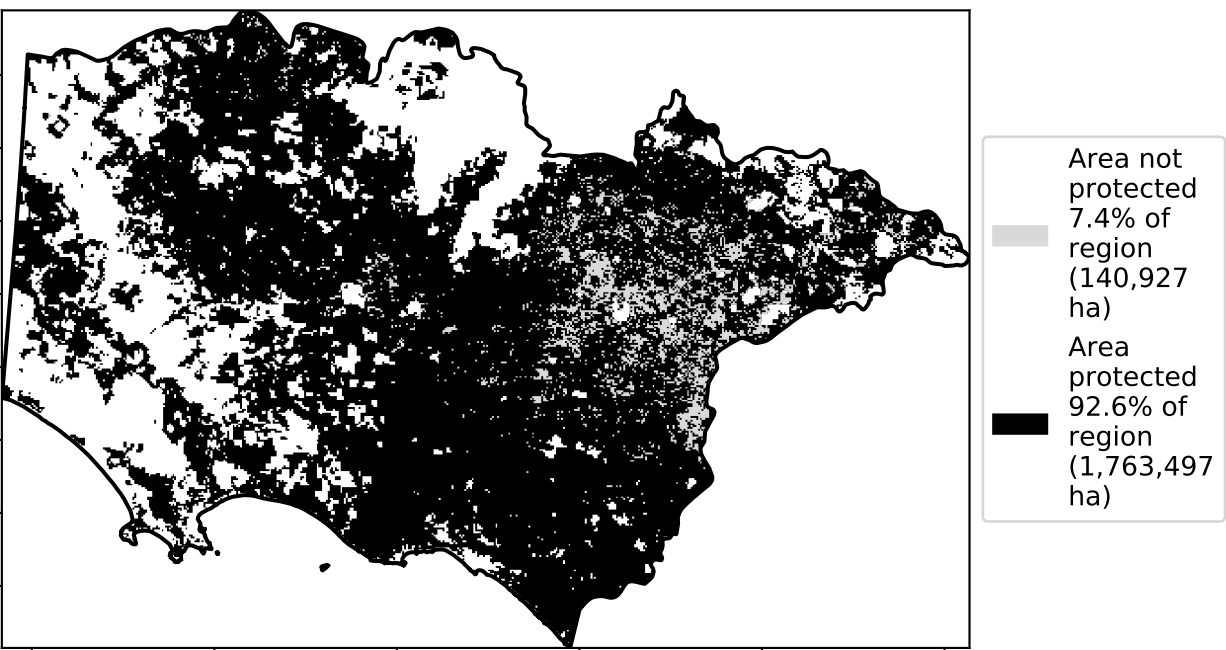 Area not
protected
7.4% of
region
(140,927
ha)
Area
protected
92.6% of
region
(1,763,497
ha)